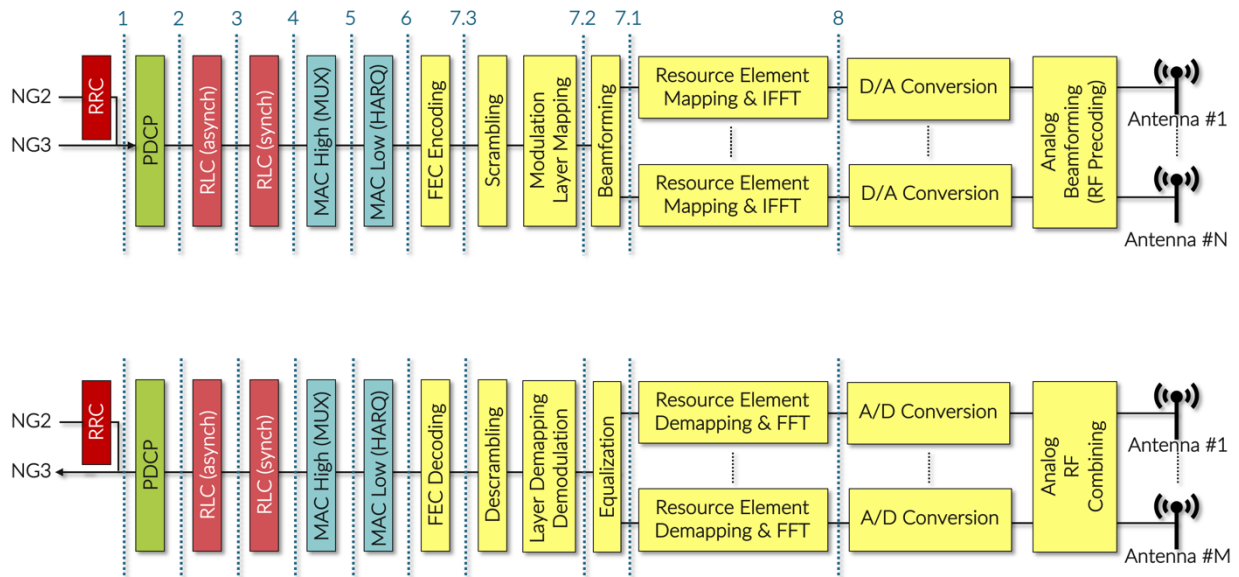 1
2
3
4
5
6
7.3
7.2
7.1
8
NG2
NG3
RRC
PDCP
RLC (asynch)
RLC (synch)
MAC High (MUX)
MAC Low (HARQ)
FEC Encoding
Scrambling
Modulation
Layer Mapping
Beamforming
Resource Element
Mapping & IFFT
Resource Element
Mapping & IFFT
D/A Conversion
D/A Conversion
Analog
Beamforming
(RF Precoding)
Antenna #1
Antenna #N
NG2
NG3
RRC
PDCP
RLC (asynch)
RLC (synch)
MAC High (MUX)
MAC Low (HARQ)
FEC Decoding
Descrambling
Layer Demapping
Demodulation
Equalization
Resource Element
Demapping & FFT
Resource Element
Demapping & FFT
A/D Conversion
A/D Conversion
Analog
RF
Combining
Antenna #1
Antenna #M